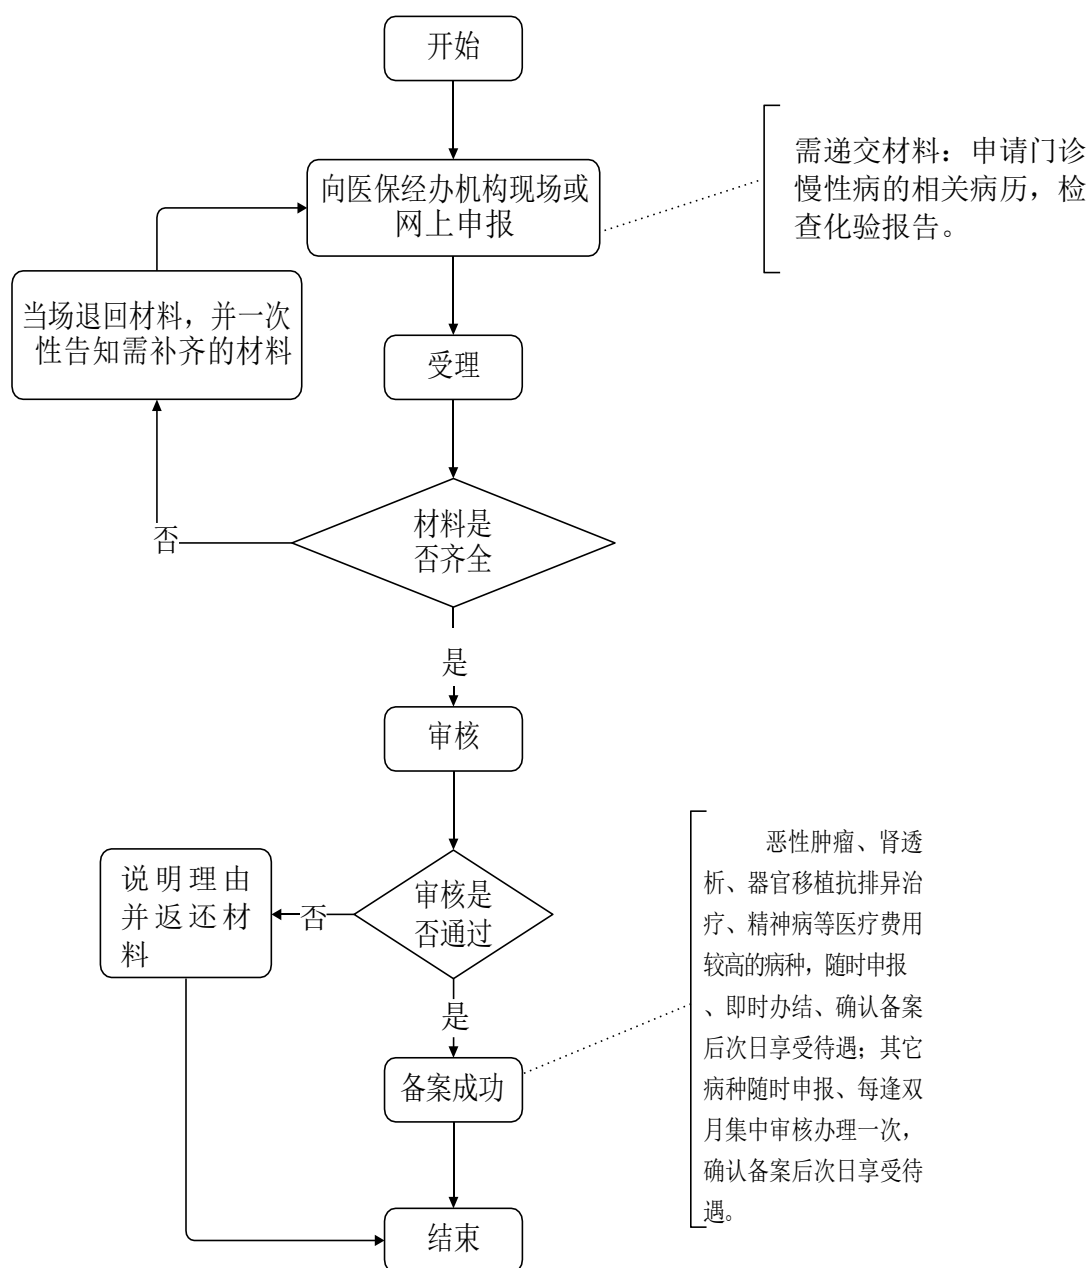 开始
向医保经办机构现场或
网上申报
需递交材料：申请门诊
慢性病的相关病历，检
查化验报告。
当场退回材料，并一次
性告知需补齐的材料
受理
材料是
否齐全
否
是
审核
审核是
否通过
否
说明理由
并返还材
料
是
备案成功
恶性肿瘤、肾透
析、器官移植抗排异治
疗、精神病等医疗费用
较高的病种，随时申报
、即时办结、确认备案
后次日享受待遇；其它
病种随时申报、每逢双
月集中审核办理一次，
确认备案后次日享受待
遇。
结束